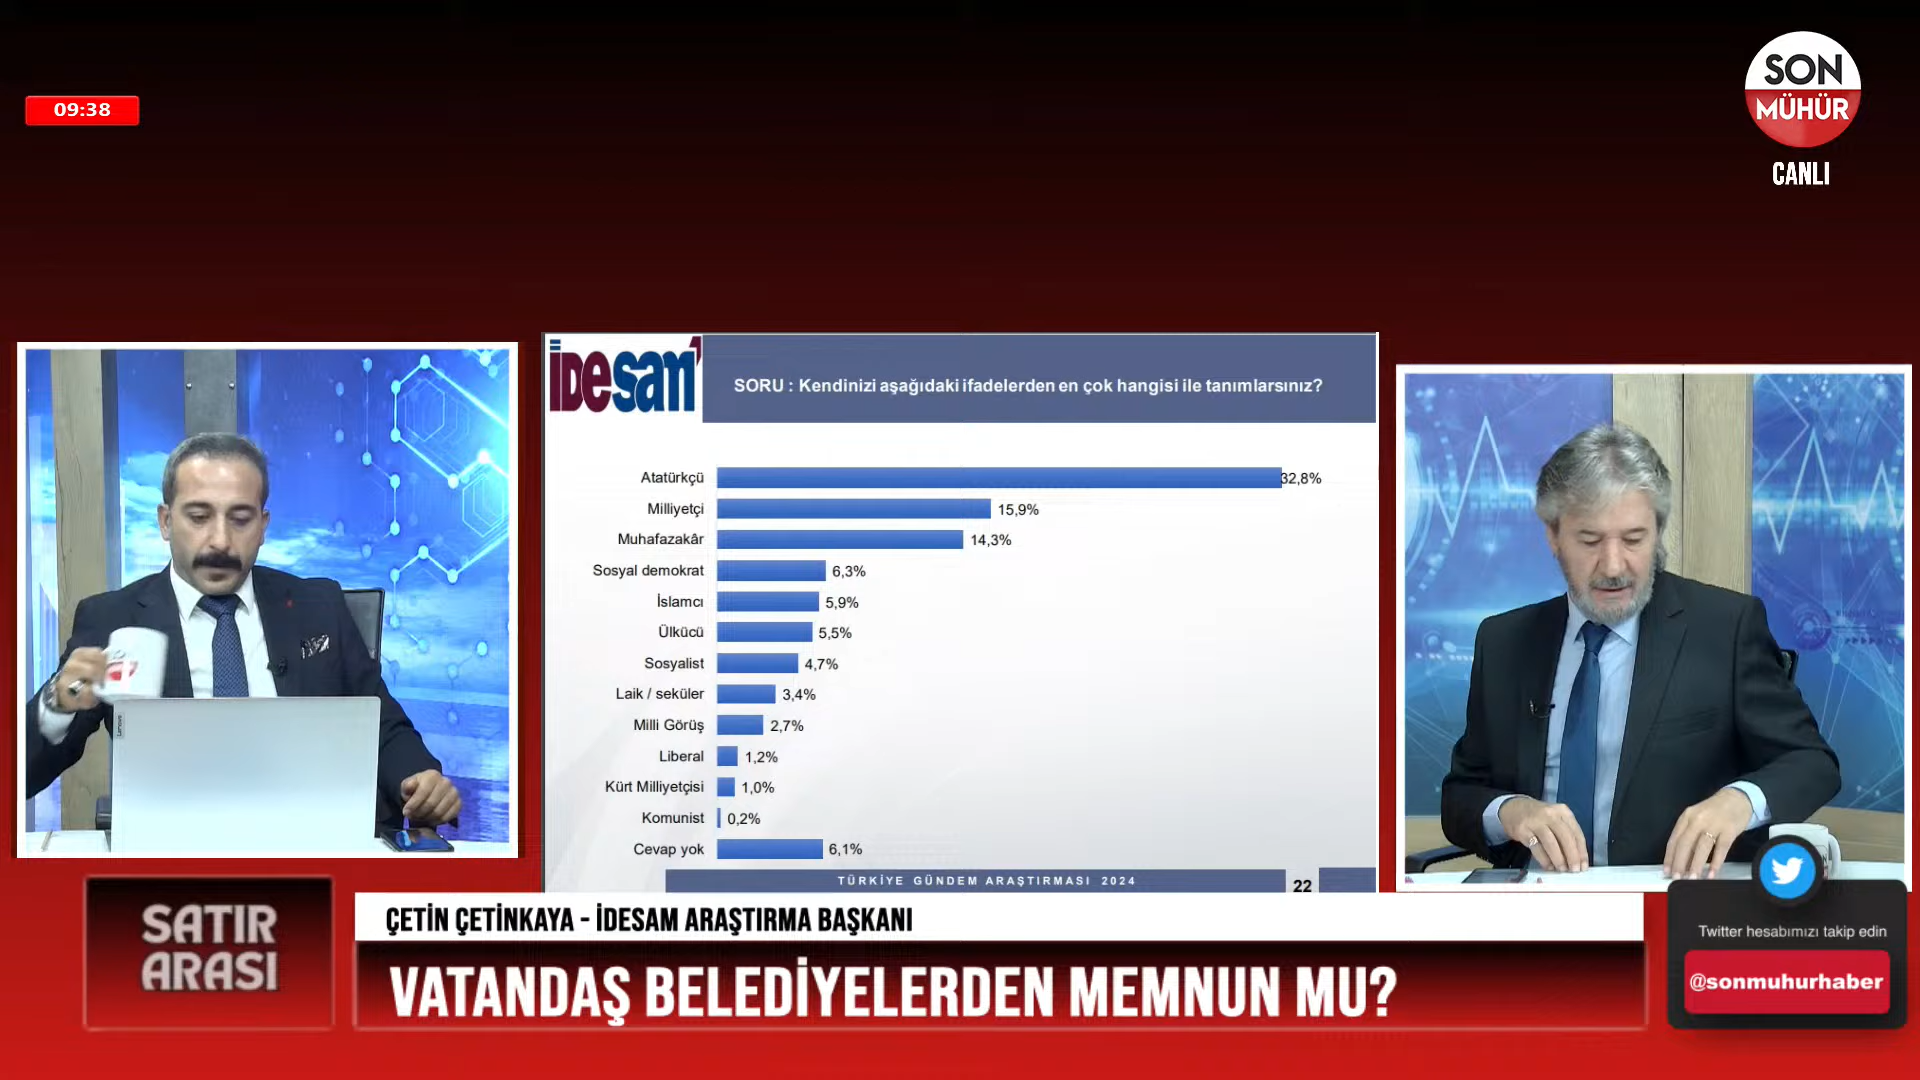 09:38
SON
MÜHÜR
CANLI
idesam
SORU : Kendinizi aşağıdaki ifadelerden en çok hangisi ile tanımlarsınız?
Atatürkçü 32,8%
Milliyetçi 15,9%
Muhafazakâr 14,3%
Sosyal demokrat 6,3%
İslamcı 5,9%
Ülkücü 5,5%
Sosyalist 4,7%
Laik / seküler 3,4%
Milli Görüş 2,7%
Liberal 1,2%
Kürt Milliyetçisi 1,0%
Komunist 0,2%
Cevap yok 6,1%
TÜRKİYE GÜNDEM ARAŞTIRMASI 2024
22
Lenovo
SATIR
ARASI
ÇETİN ÇETİNKAYA - İDESAM ARAŞTIRMA BAŞKANI
VATANDAŞ BELEDİYELERDEN MEMNUN MU?
Twitter hesabımızı takip edin
@sonmuhurhaber